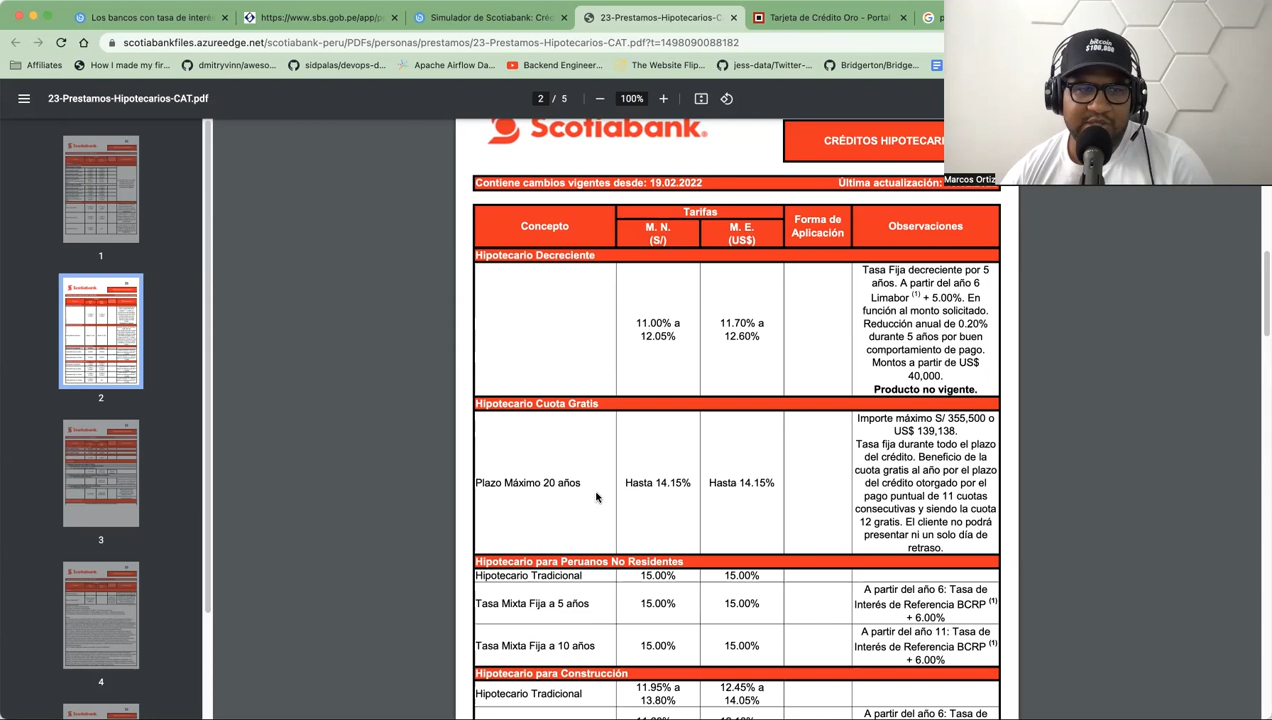 Los bancos con tasa de interé
https://www.sbs.gob.pe/app/p
Simulador de Scotiabank: Créd
23-Prestamos-Hipotecarios-C
Tarjeta de Crédito Oro - Portal
scotiabankfiles.azureedge.net/scotiabank-peru/PDFs/personas/prestamos/23-Prestamos-Hipotecarios-CAT.pdf?t=1498090088182
Affiliates
How I made my first
dmitryvinn/aweso...
sidpalas/devops-d...
Apache Airflow Da...
Backend Engineer...
The Website Flip...
jess-data/Twitter-...
Bridgerton/Bridge...
23-Prestamos-Hipotecarios-CAT.pdf
2 / 5
100%
bitcoin
$100,000
Marcos Ortiz
1
2
3
4
Scotiabank.
CRÉDITOS HIPOTECARI
Contiene cambios vigentes desde: 19.02.2022
Última actualización:
Concepto
Tarifas
M. N.
(S/)
M. E.
(US$)
Forma de
Aplicación
Observaciones
Hipotecario Decreciente
11.00% a
12.05%
11.70% a
12.60%
Tasa Fija decreciente por 5
años. A partir del año 6
Limabor (1) + 5.00%. En
función al monto solicitado.
Reducción anual de 0.20%
durante 5 años por buen
comportamiento de pago.
Montos a partir de US$
40,000.
Producto no vigente.
Hipotecario Cuota Gratis
Plazo Máximo 20 años
Hasta 14.15%
Hasta 14.15%
Importe máximo S/ 355,500 o
US$ 139,138.
Tasa fija durante todo el plazo
del crédito. Beneficio de la
cuota gratis al año por el plazo
del crédito otorgado por el
pago puntual de 11 cuotas
consecutivas y siendo la cuota
12 gratis. El cliente no podrá
presentar ni un solo día de
retraso.
Hipotecario para Peruanos No Residentes
Hipotecario Tradicional
15.00%
15.00%
Tasa Mixta Fija a 5 años
15.00%
15.00%
A partir del año 6: Tasa de
Interés de Referencia BCRP (1)
+ 6.00%
Tasa Mixta Fija a 10 años
15.00%
15.00%
A partir del año 11: Tasa de
Interés de Referencia BCRP (1)
+ 6.00%
Hipotecario para Construcción
Hipotecario Tradicional
11.95% a
13.80%
12.45% a
14.05%
A partir del año 6: Tasa de